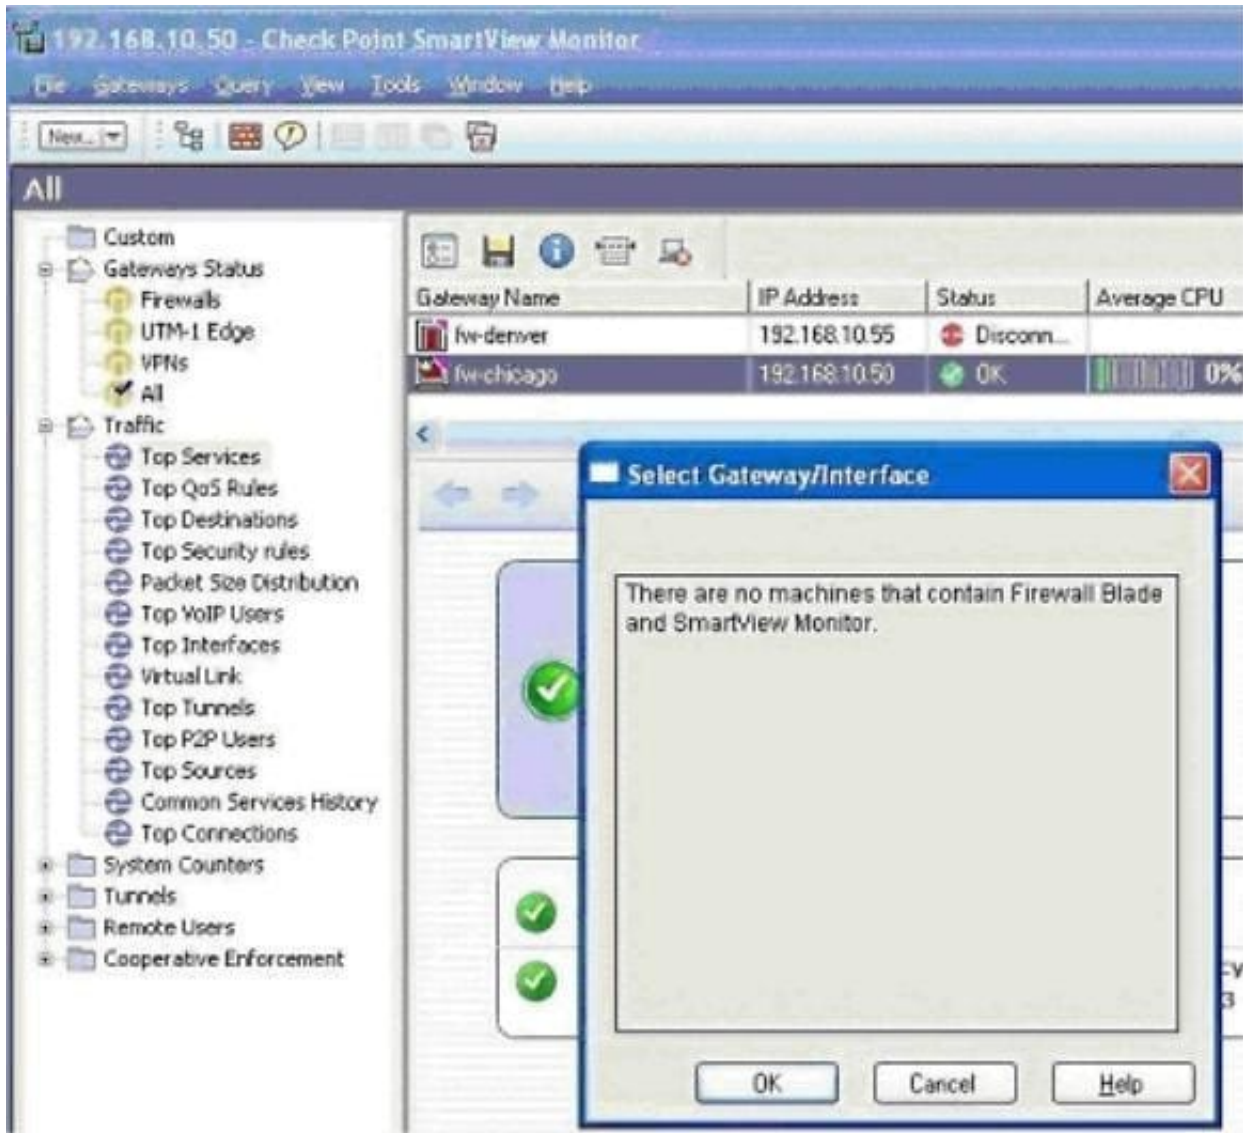 192.168.10.50 - Check Point SmartView Monitor
File Gateways Query View Tools Window Help
New...
All
Custom
Gateways Status
Firewalls
UTM-1 Edge
VPNs
All
Traffic
Top Services
Top QoS Rules
Top Destinations
Top Security rules
Packet Size Distribution
Top VoIP Users
Top Interfaces
Virtual Link
Top Tunnels
Top P2P Users
Top Sources
Common Services History
Top Connections
System Counters
Tunnels
Remote Users
Cooperative Enforcement
Gateway Name IP Address Status Average CPU
fw-denver 192.168.10.55 Disconn...
fw-chicago 192.168.10.50 OK 0%
Select Gateway/Interface
There are no machines that contain Firewall Blade
and SmartView Monitor.
OK Cancel Help
cy
3